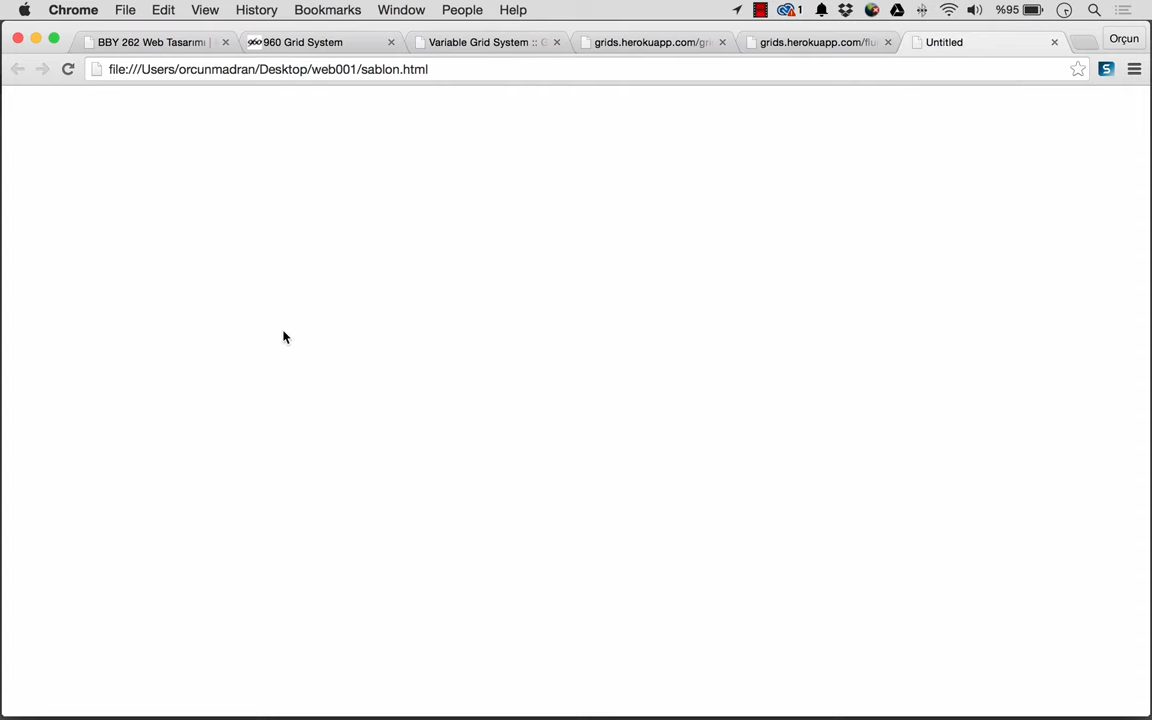 Chrome File Edit View History Bookmarks Window People Help 1 %95
BBY 262 Web Tasarımı | 960 960 Grid System Variable Grid System :: G grids.herokuapp.com/gr grids.herokuapp.com/flu Untitled Orçun
file:///Users/orcunmadran/Desktop/web001/sablon.html S